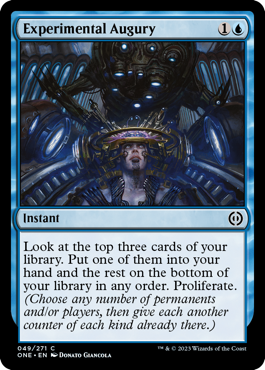 Experimental Augury 1
Instant
Look at the top three cards of your
library. Put one of them into your
hand and the rest on the bottom of
your library in any order. Proliferate.
(Choose any number of permanents
and/or players, then give each another
counter of each kind already there.)
049/271 C
ONE • EN Donato Giancola
™ & © 2023 Wizards of the Coast